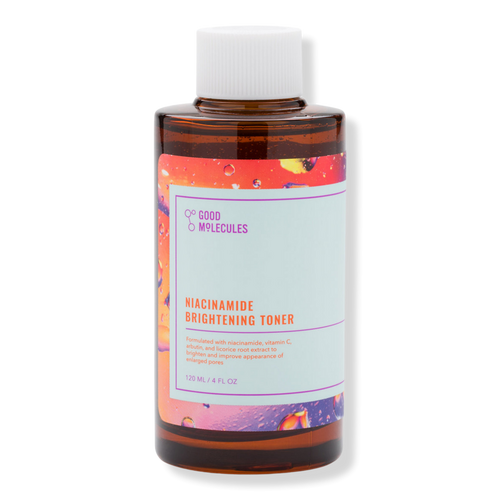 GOOD
MOLECULES
NIACINAMIDE
BRIGHTENING TONER
Formulated with niacinamide, vitamin C,
arbutin, and licorice root extract to
brighten and improve appearance of
enlarged pores
120 ML / 4 FL OZ